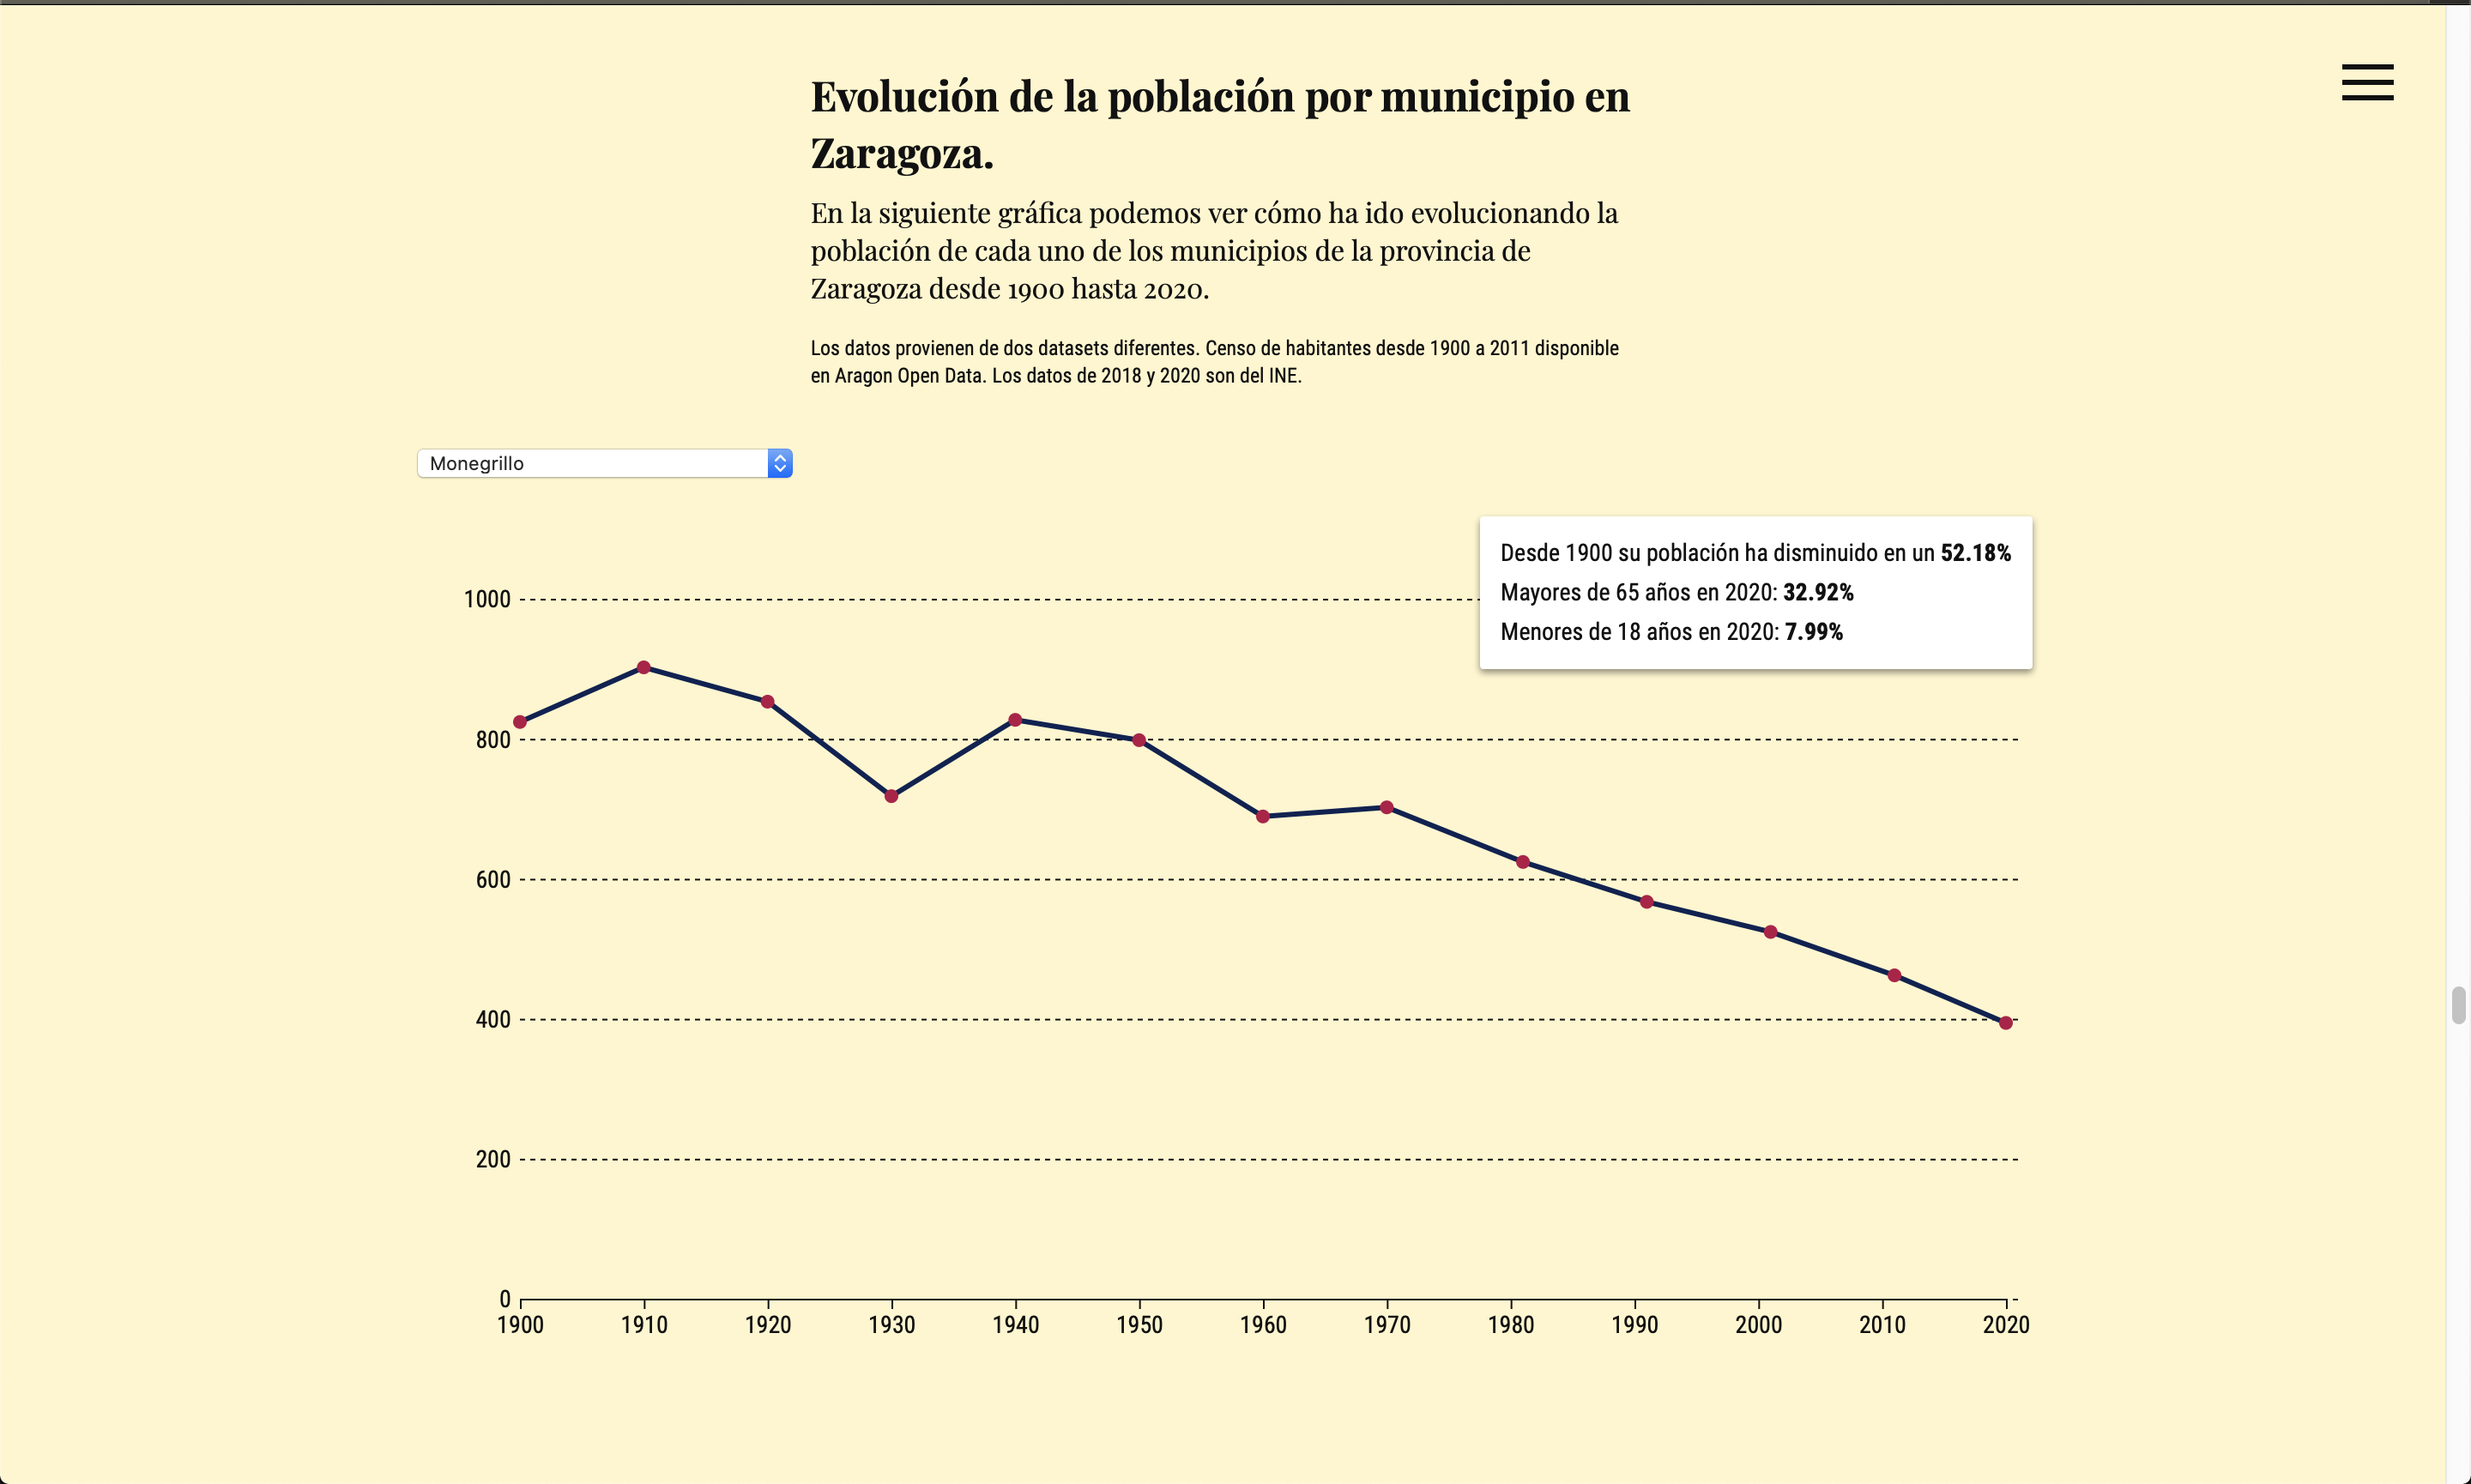 Evolución de la población por municipio en
Zaragoza.
En la siguiente gráfica podemos ver cómo ha ido evolucionando la
población de cada uno de los municipios de la provincia de
Zaragoza desde 1900 hasta 2020.
Los datos provienen de dos datasets diferentes. Censo de habitantes desde 1900 a 2011 disponible
en Aragon Open Data. Los datos de 2018 y 2020 son del INE.
Monegrillo
Desde 1900 su población ha disminuido en un 52.18%
Mayores de 65 años en 2020: 32.92%
Menores de 18 años en 2020: 7.99%
1000
800
600
400
200
0
1900 1910 1920 1930 1940 1950 1960 1970 1980 1990 2000 2010 2020